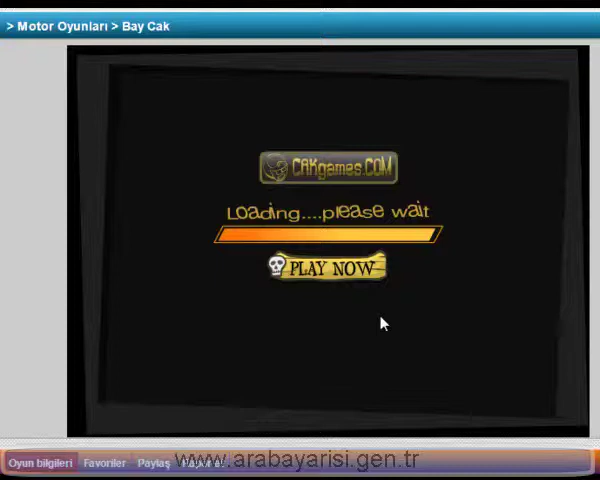 > Motor Oyunları > Bay Cak
CAKgames.COM
Loading....please wait
PLAY NOW
Oyun bilgileri Favoriler Paylaş
www.arabayarisi.gen.tr